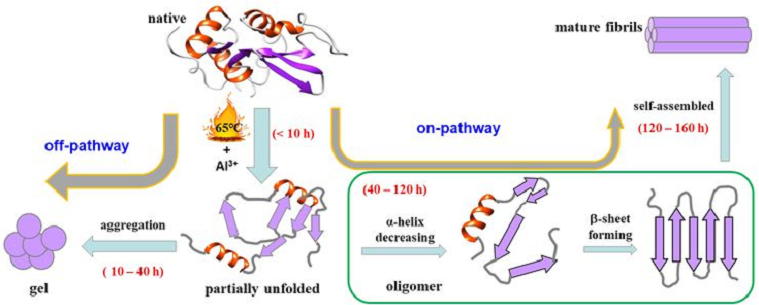 native
mature fibrils
65℃
+
Al³⁺
(< 10 h)
off-pathway
on-pathway
self-assembled
(120 – 160 h)
(40 – 120 h)
aggregation
( 10 – 40 h)
α-helix
decreasing
β-sheet
forming
gel
partially unfolded
oligomer